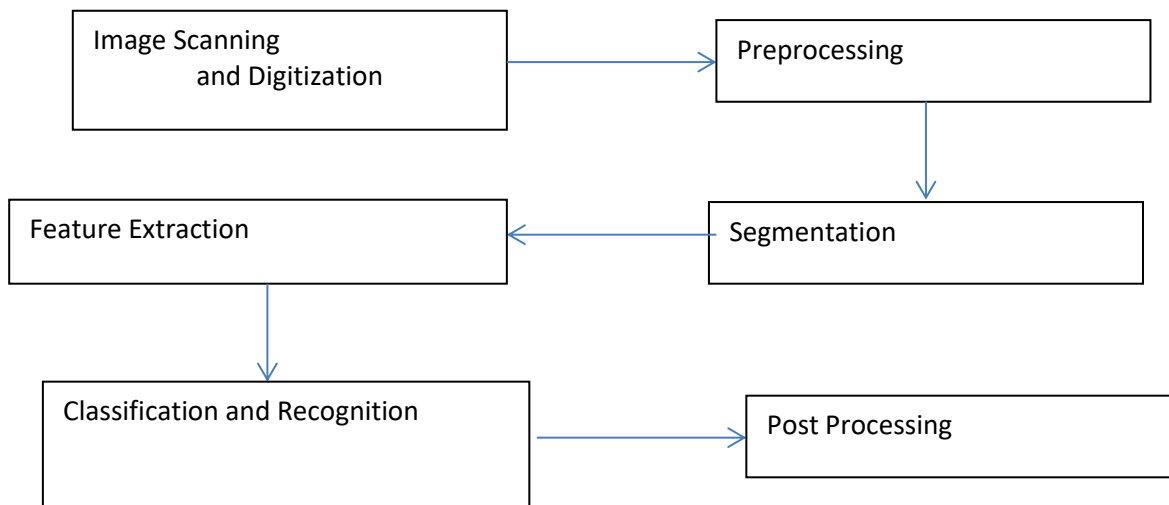 Image Scanning
and Digitization
Preprocessing
Segmentation
Feature Extraction
Classification and Recognition
Post Processing